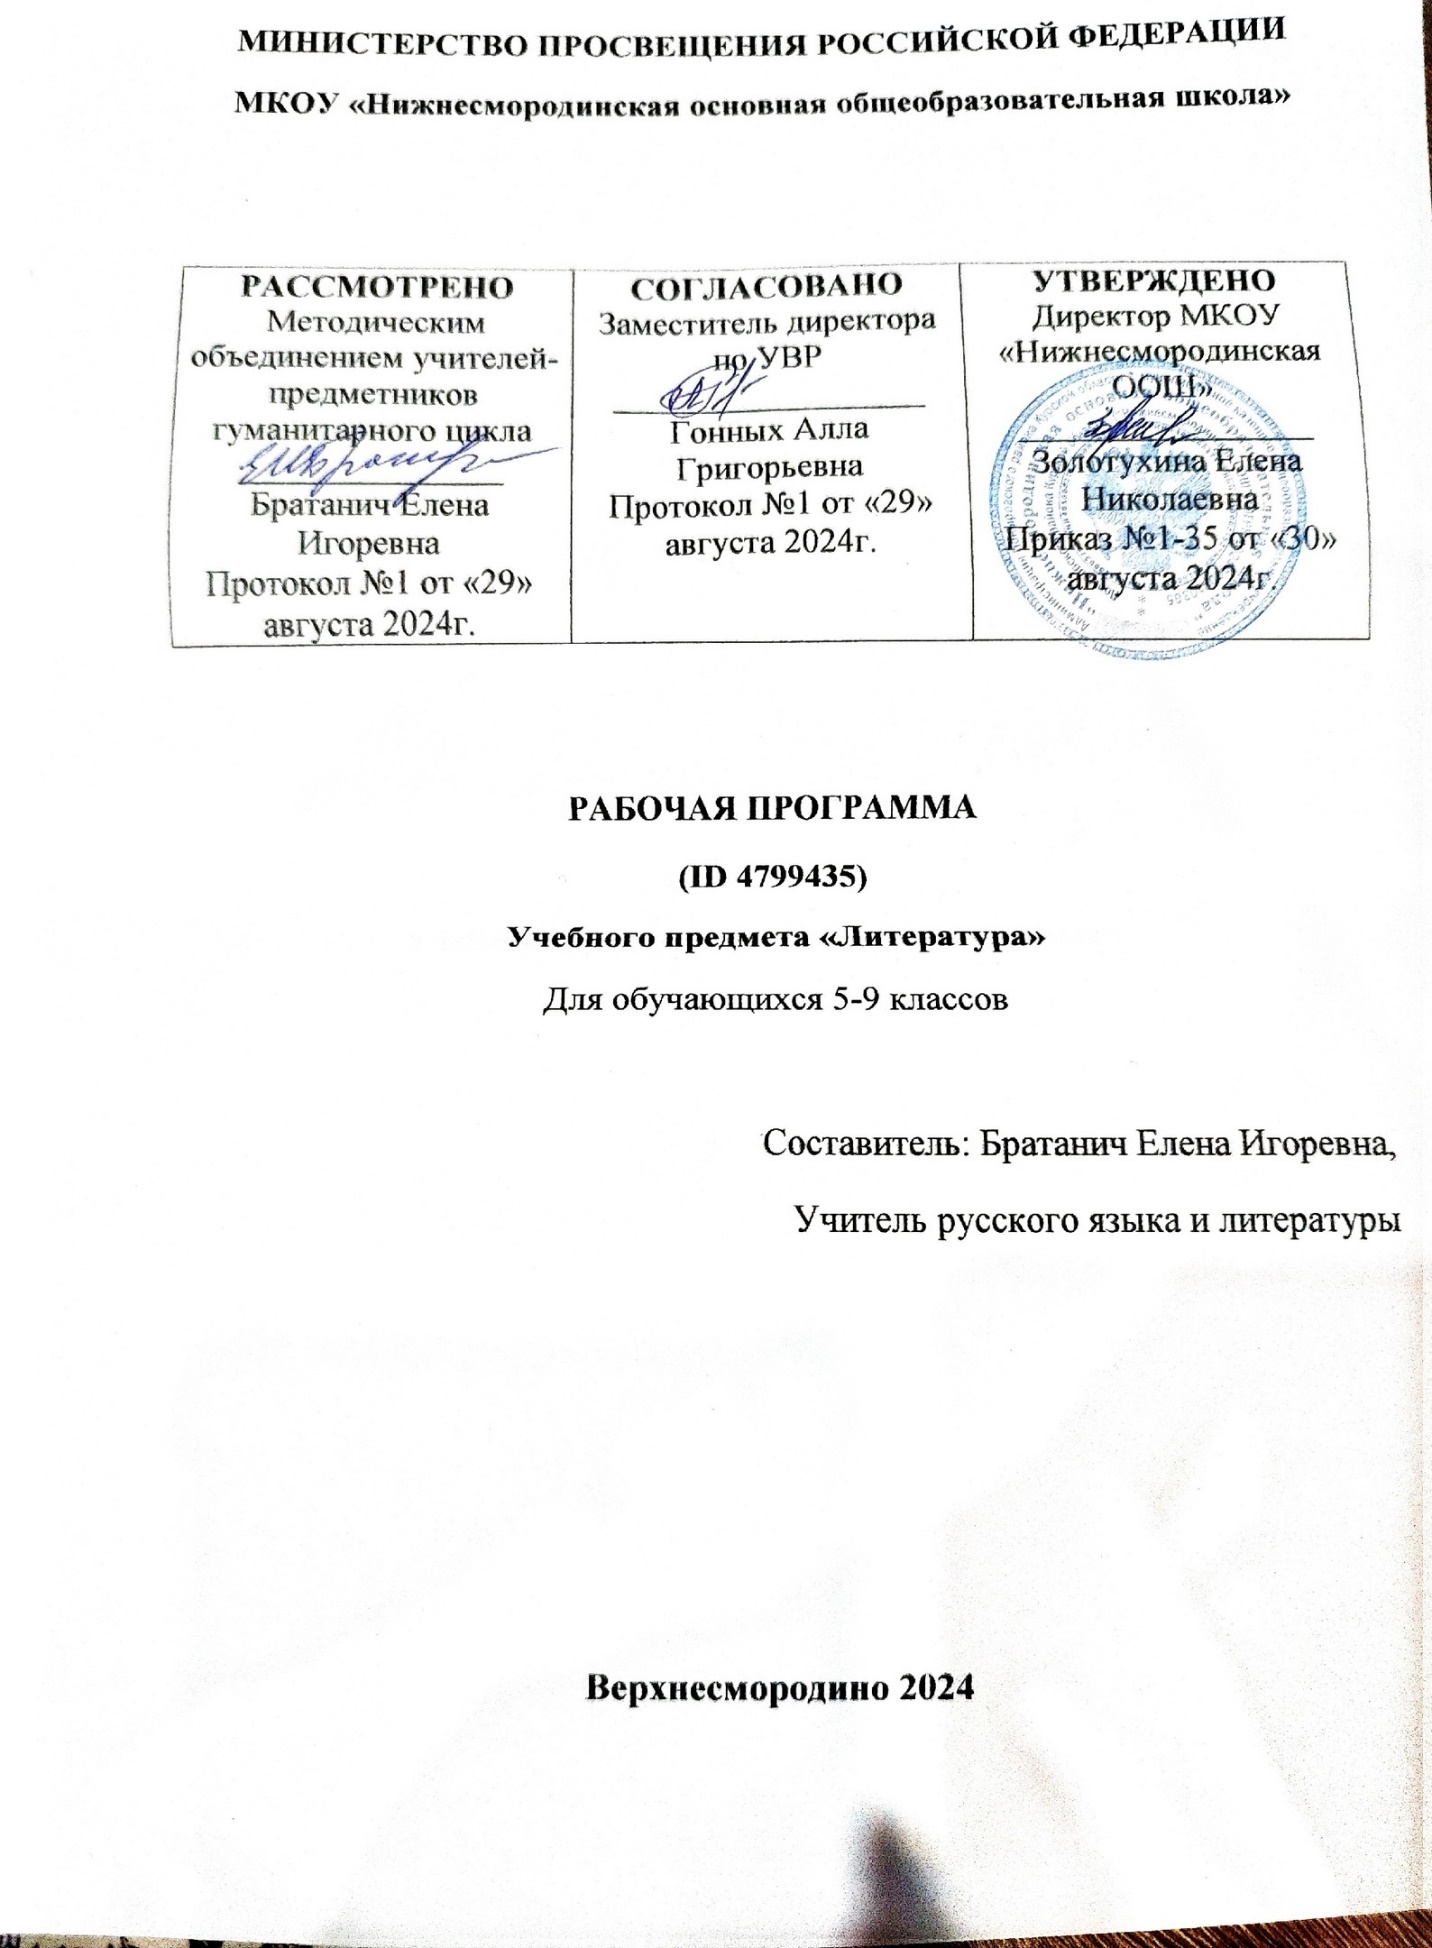 МИНИСТЕРСТВО ПРОСВЕЩЕНИЯ РОССИЙСКОЙ ФЕДЕРАЦИИ
МКОУ «Нижнесмородинская основная общеобразовательная школа»
РАССМОТРЕНО
Методическим
объединением учителей-
предметников
гуманитарного цикла
Братанич Елена
Игоревна
Протокол №1 от «29»
августа 2024г.
СОГЛАСОВАНО
Заместитель директора
по УВР
Гонных Алла
Григорьевна
Протокол №1 от «29»
августа 2024г.
УТВЕРЖДЕНО
Директор МКОУ
«Нижнесмородинская
ООШ»
Золотухина Елена
Николаевна
Приказ №1-35 от «30»
августа 2024г.
РАБОЧАЯ ПРОГРАММА
(ID 4799435)
Учебного предмета «Литература»
Для обучающихся 5-9 классов
Составитель: Братанич Елена Игоревна,
Учитель русского языка и литературы
Верхнесмородино 2024